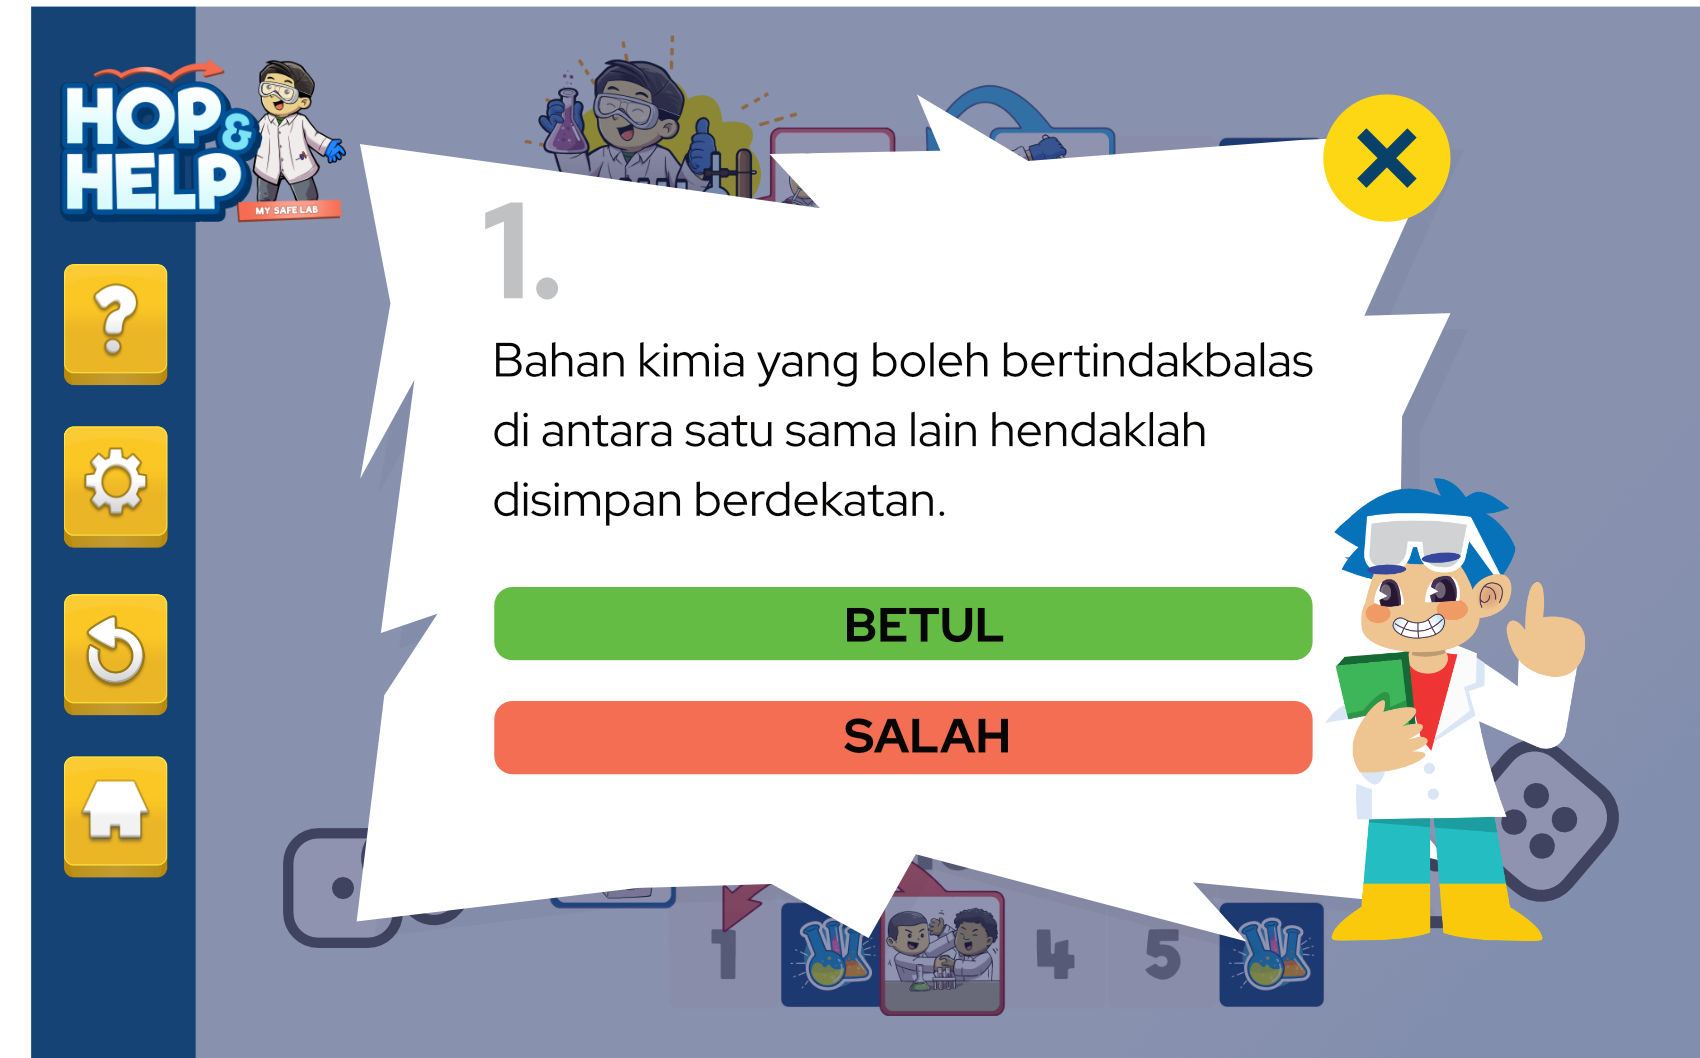 HOP &
HELP
MY SAFE LAB
1.
Bahan kimia yang boleh bertindakbalas
di antara satu sama lain hendaklah
disimpan berdekatan.
BETUL
SALAH
1 4 5